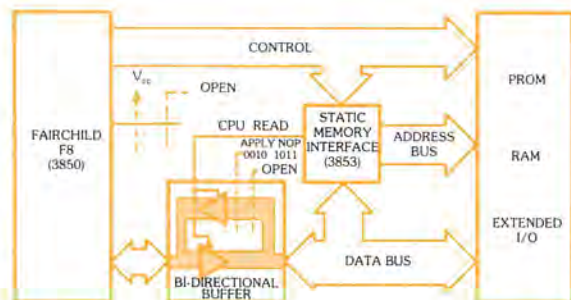 CONTROL
V
OPEN
PROM
FAIRCHILD
F8
(3850)
CPU READ
STATIC
MEMORY
INTERFACE
(3853)
ADDRESS
BUS
APPLY NOP
0010 1011
OPEN
RAM
EXTENDED
I/O
DATA BUS
BI-DIRECTIONAL
BUFFER